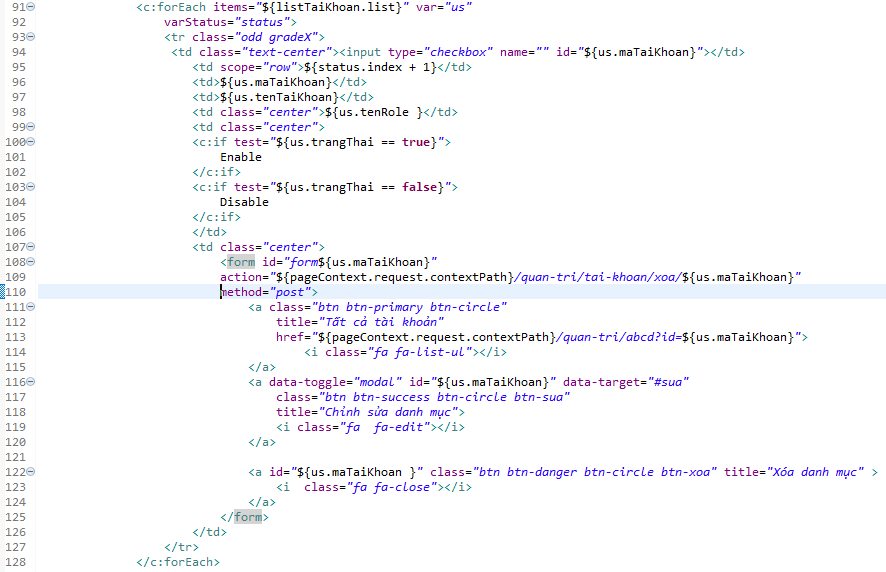 91 <c:forEach items="${listTaiKhoan.list}" var="us"
92 varStatus="status">
93 <tr class="odd gradeX">
94 <td class="text-center"><input type="checkbox" name="" id="${us.maTaiKhoan}"></td>
95 <td scope="row">${status.index + 1}</td>
96 <td>${us.maTaiKhoan}</td>
97 <td>${us.tenTaiKhoan}</td>
98 <td class="center">${us.tenRole }</td>
99 <td class="center">
100 <c:if test="${us.trangThai == true}">
101 Enable
102 </c:if>
103 <c:if test="${us.trangThai == false}">
104 Disable
105 </c:if>
106 </td>
107 <td class="center">
108 <form id="form${us.maTaiKhoan}"
109 action="${pageContext.request.contextPath}/quan-tri/tai-khoan/xoa/${us.maTaiKhoan}"
110 method="post">
111 <a class="btn btn-primary btn-circle"
112 title="Tất cả tài khoản"
113 href="${pageContext.request.contextPath}/quan-tri/abcd?id=${us.maTaiKhoan}">
114 <i class="fa fa-list-ul"></i>
115 </a>
116 <a data-toggle="modal" id="${us.maTaiKhoan}" data-target="#sua"
117 class="btn btn-success btn-circle btn-sua"
118 title="Chỉnh sửa danh mục">
119 <i class="fa  fa-edit"></i>
120 </a>
121
122 <a id="${us.maTaiKhoan }" class="btn btn-danger btn-circle btn-xoa" title="Xóa danh mục" >
123 <i  class="fa fa-close"></i>
124 </a>
125 </form>
126 </td>
127 </tr>
128 </c:forEach>